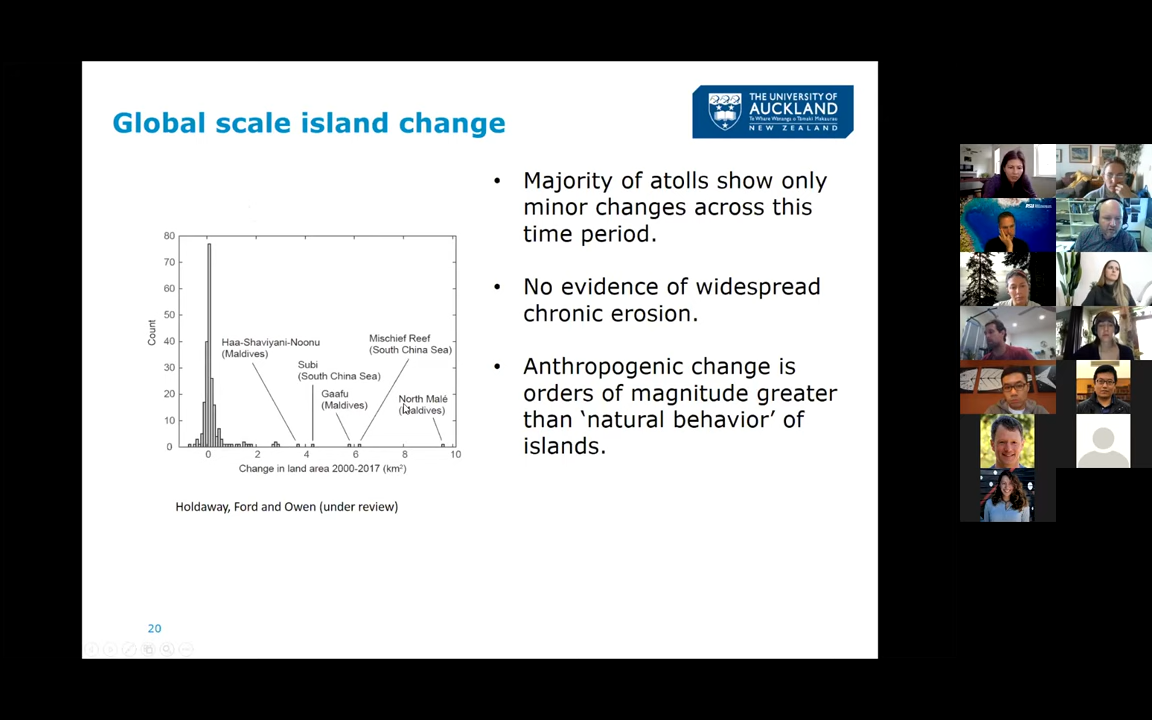 Global scale island change
THE UNIVERSITY OF
AUCKLAND
Te Whare Wānanga o Tāmaki Makaurau
NEW ZEALAND
• Majority of atolls show only
minor changes across this
time period.
• No evidence of widespread
chronic erosion.
• Anthropogenic change is
orders of magnitude greater
than ‘natural behavior’ of
islands.
80
70
60
50
40
30
20
10
0
Count
Haa-Shaviyani-Noonu
(Maldives)
Subi
(South China Sea)
Gaafu
(Maldives)
Mischief Reef
(South China Sea)
North Malé
(Maldives)
0 2 4 6 8 10
Change in land area 2000-2017 (km²)
Holdaway, Ford and Owen (under review)
20
ASU